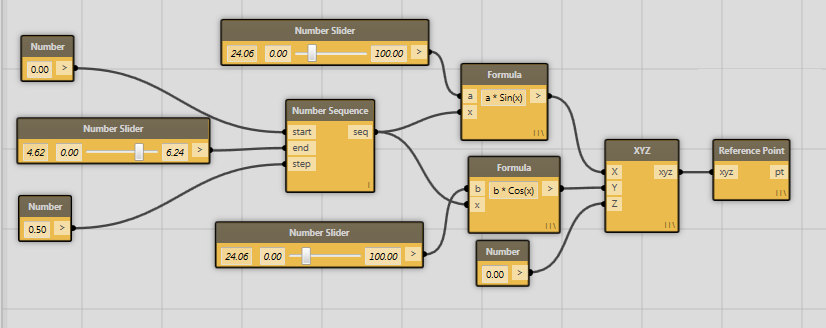 Number
0.00 >
Number Slider
24.06 0.00 100.00 >
Number Slider
4.62 0.00 6.24 >
Number
0.50 >
Number Sequence
start seq
end
step
l
Number Slider
24.06 0.00 100.00 >
Formula
a a * Sin(x) >
x
l l \
Formula
b b * Cos(x) >
x
l l \
Number
0.00 >
XYZ
X xyz
Y
Z
l l \
Reference Point
xyz pt
l l \